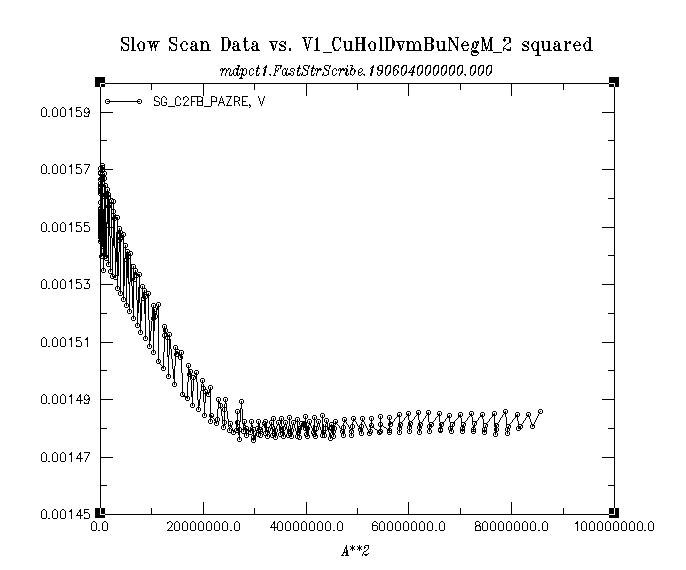 Slow Scan Data vs. V1_CuHolDvmBuNegM_2 squared
mdpct1.FastStrScribe.190604000000.000
SG_C2FB_PAZRE, V
0.00159
0.00157
0.00155
0.00153
0.00151
0.00149
0.00147
0.00145
0.0 20000000.0 40000000.0 60000000.0 80000000.0 100000000.0
A**2